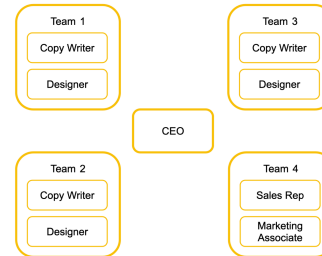 Team 1
Copy Writer
Designer
Team 3
Copy Writer
Designer
CEO
Team 2
Copy Writer
Designer
Team 4
Sales Rep
Marketing
Associate